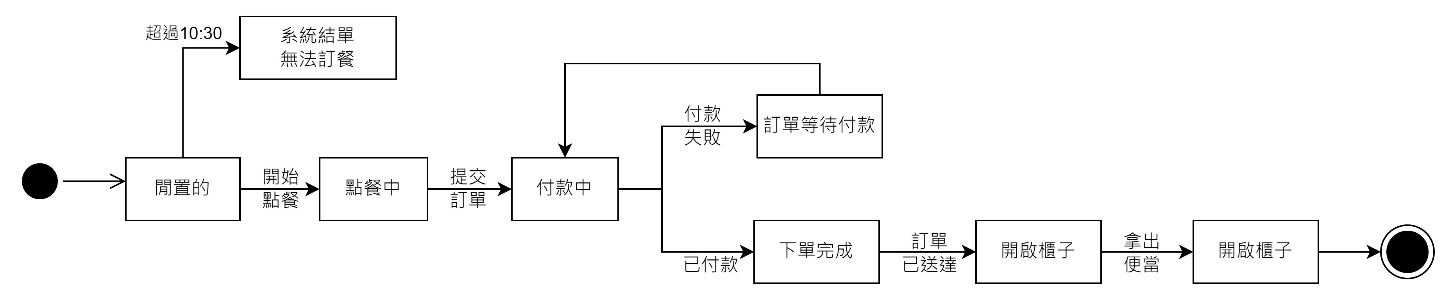 超過10:30
系統結單
無法訂餐
閒置的
開始
點餐
點餐中
提交
訂單
付款中
付款
失敗
訂單等待付款
已付款
下單完成
訂單
已送達
開啟櫃子
拿出
便當
開啟櫃子